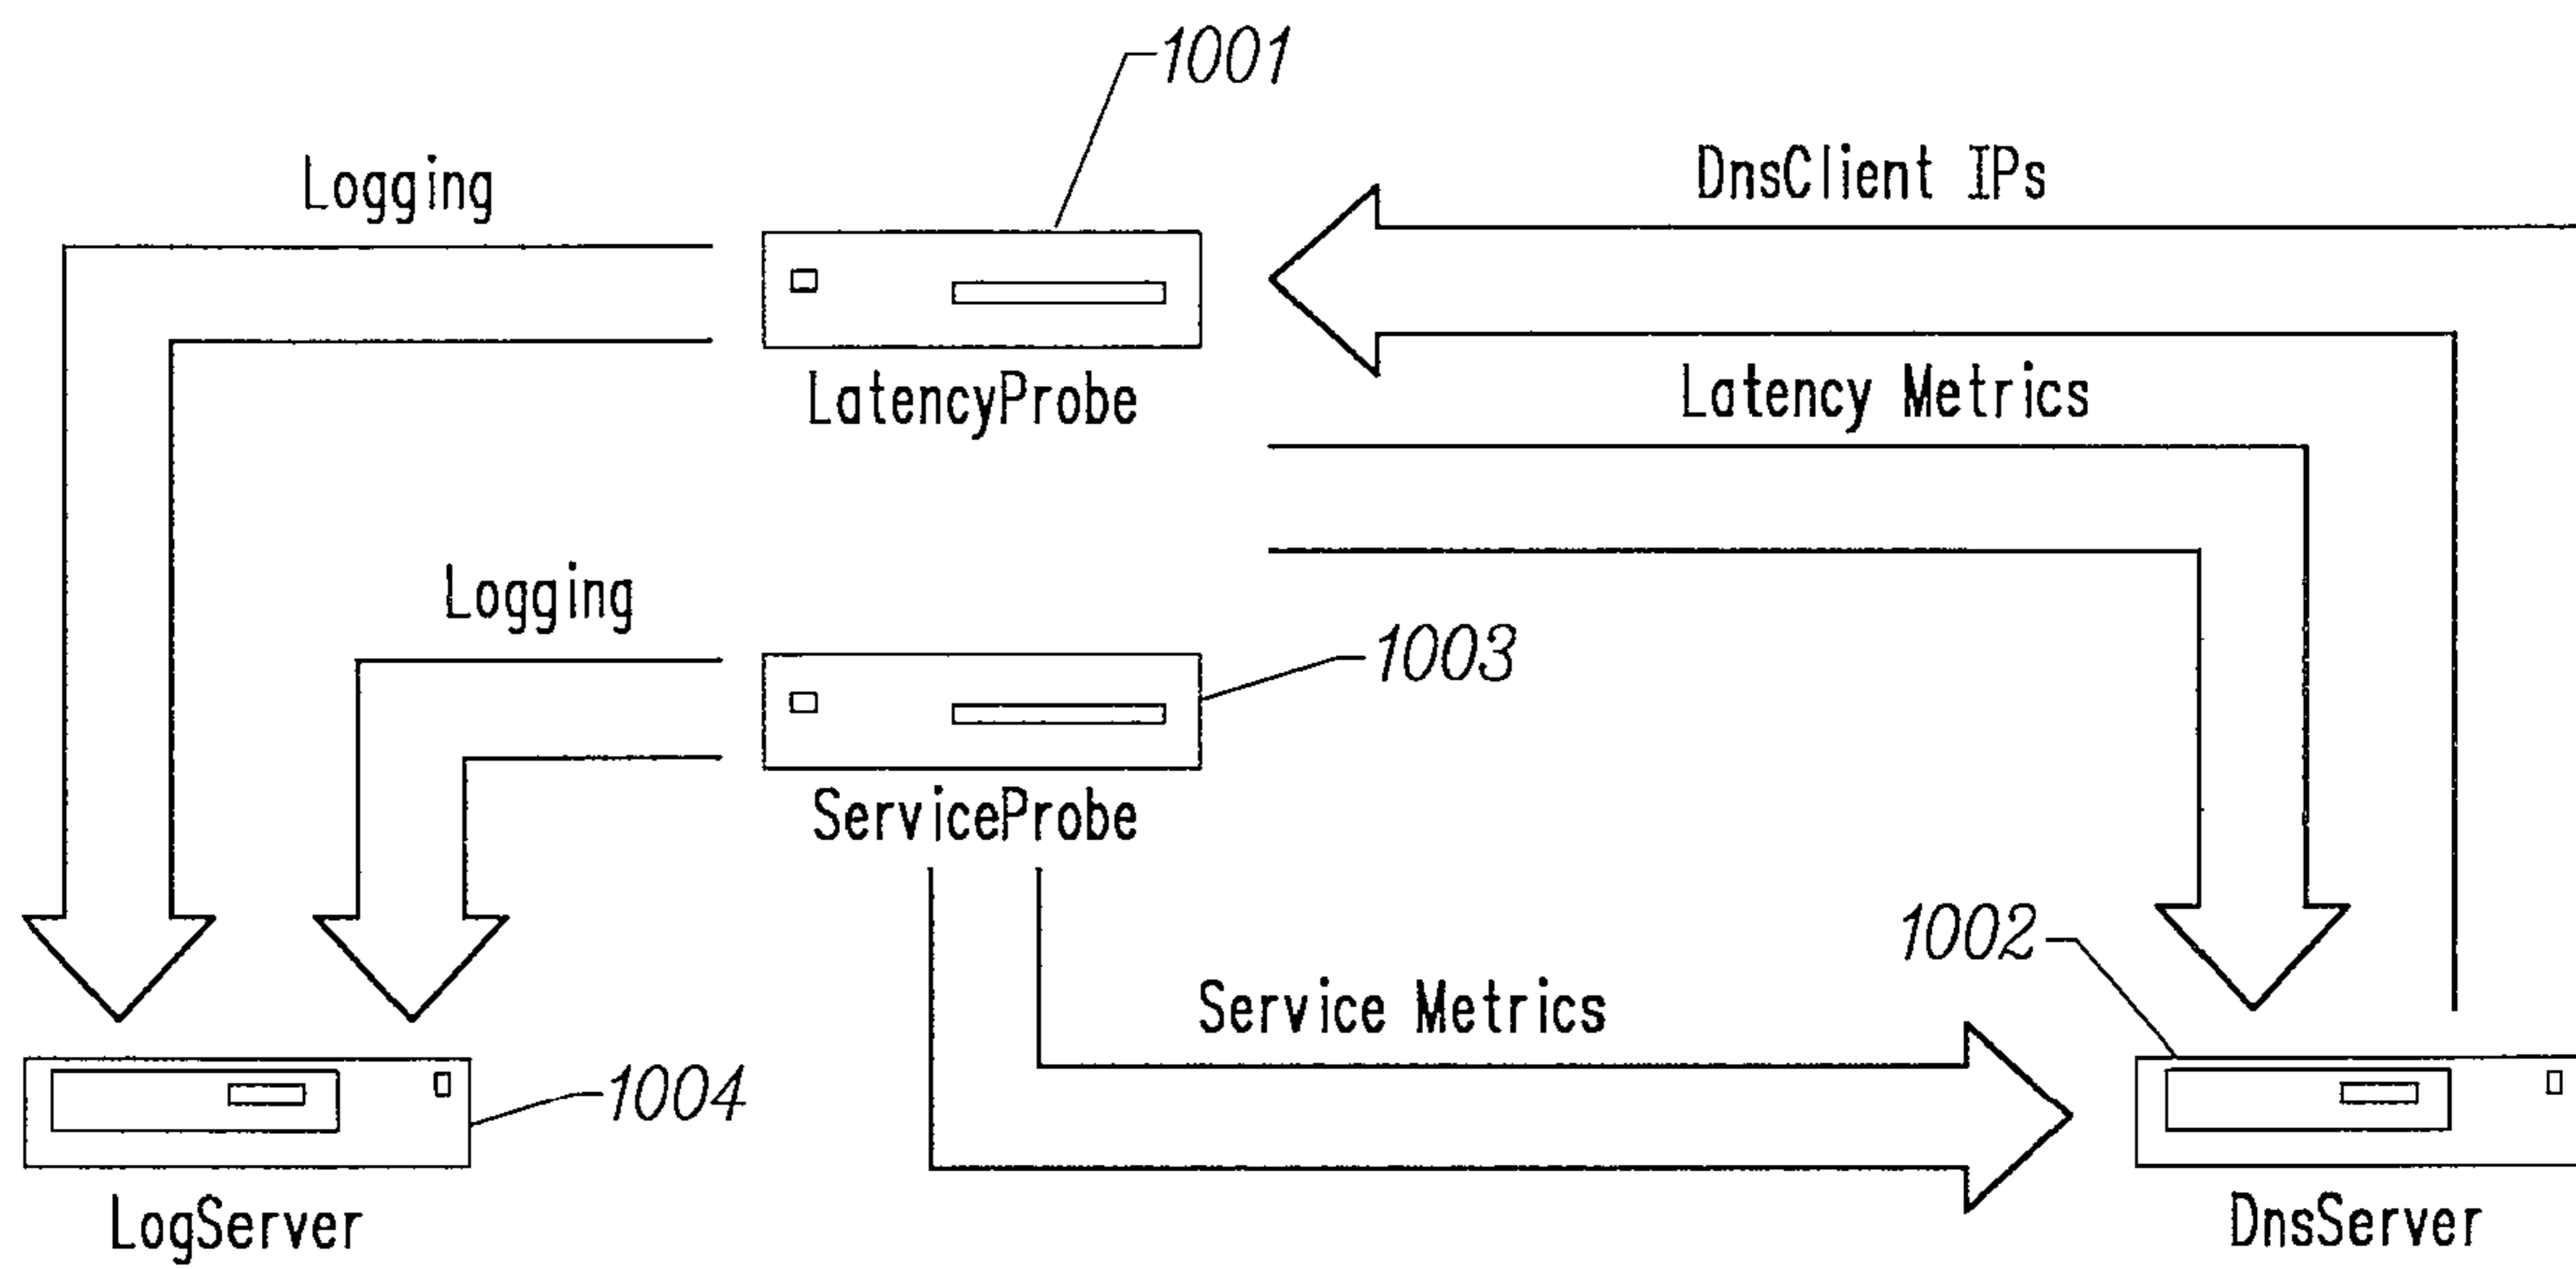 1001
Logging
DnsClient IPs
LatencyProbe
Latency Metrics
Logging
1003
ServiceProbe
1002
Service Metrics
1004
LogServer
DnsServer